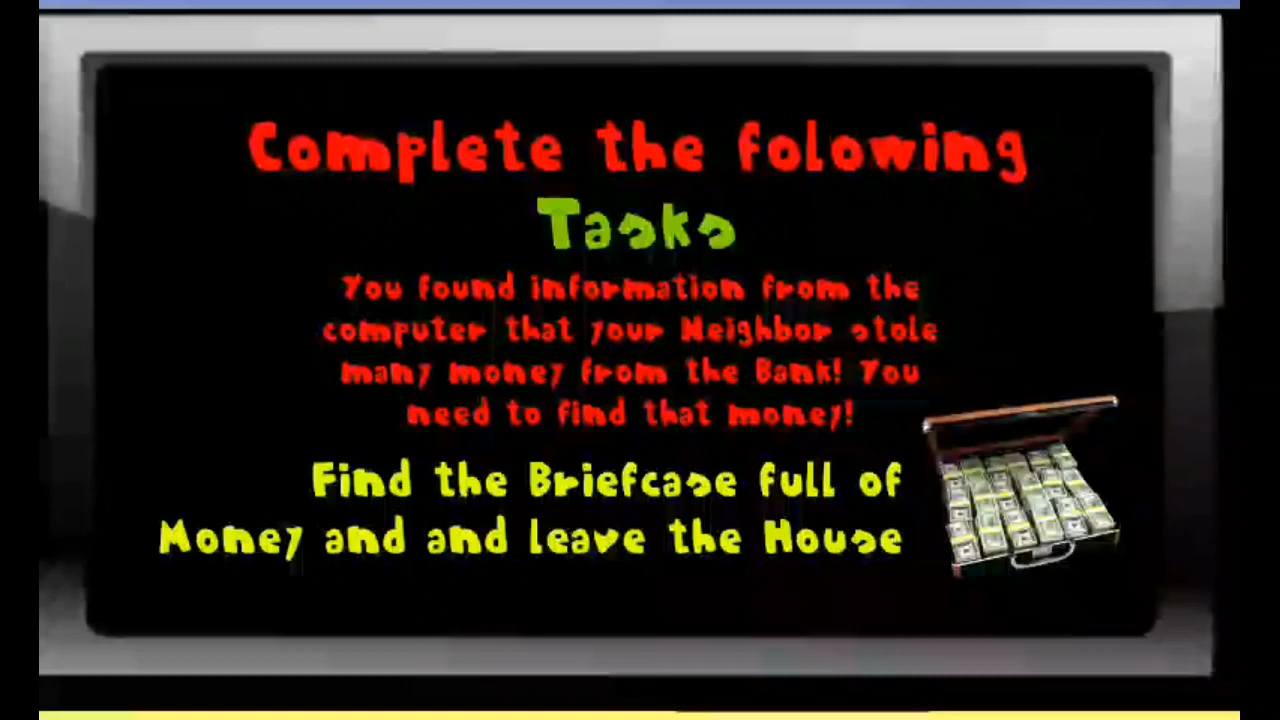 Complete the folowing
Tasks
You found information from the
computer that your Neighbor stole
many money from the Bank! You
need to find that money!
Find the Briefcase full of
Money and and leave the House